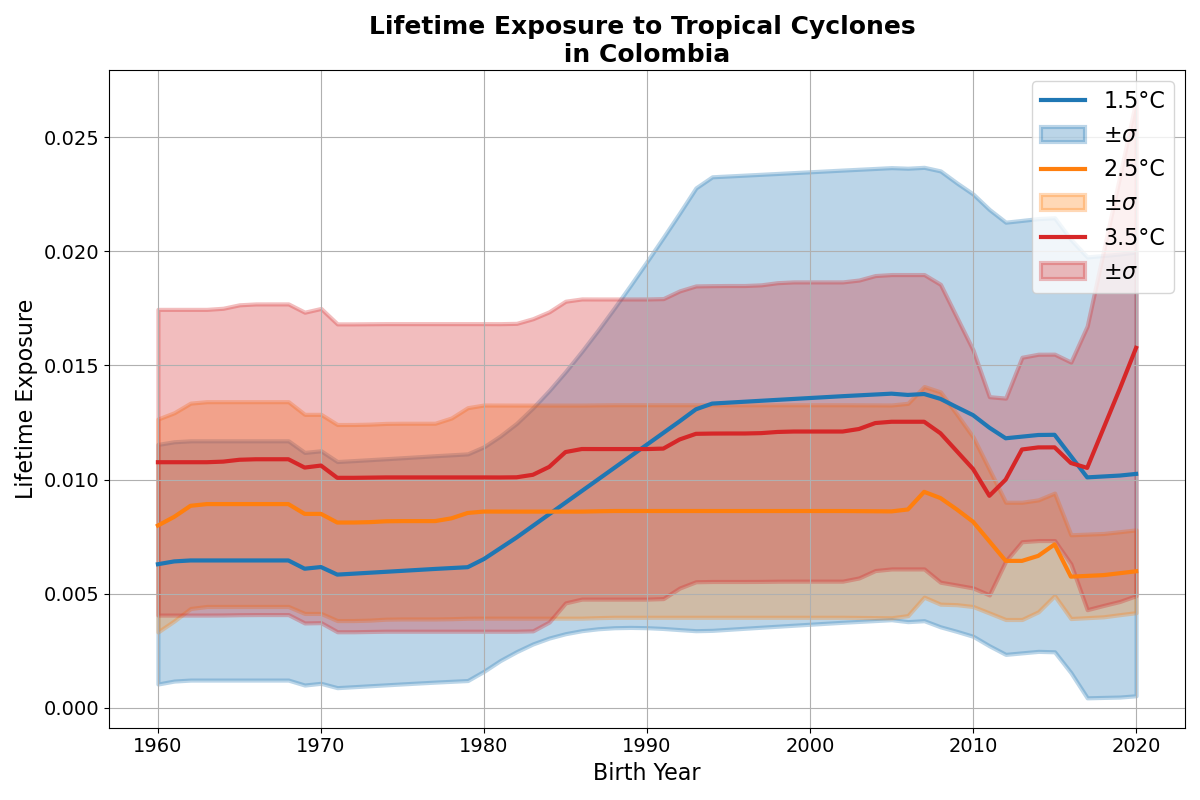 Lifetime Exposure to Tropical Cyclones
in Colombia
Lifetime Exposure
0.025
0.020
0.015
0.010
0.005
0.000
1.5°C
±σ
2.5°C
±σ
3.5°C
±σ
1960 1970 1980 1990 2000 2010 2020
Birth Year